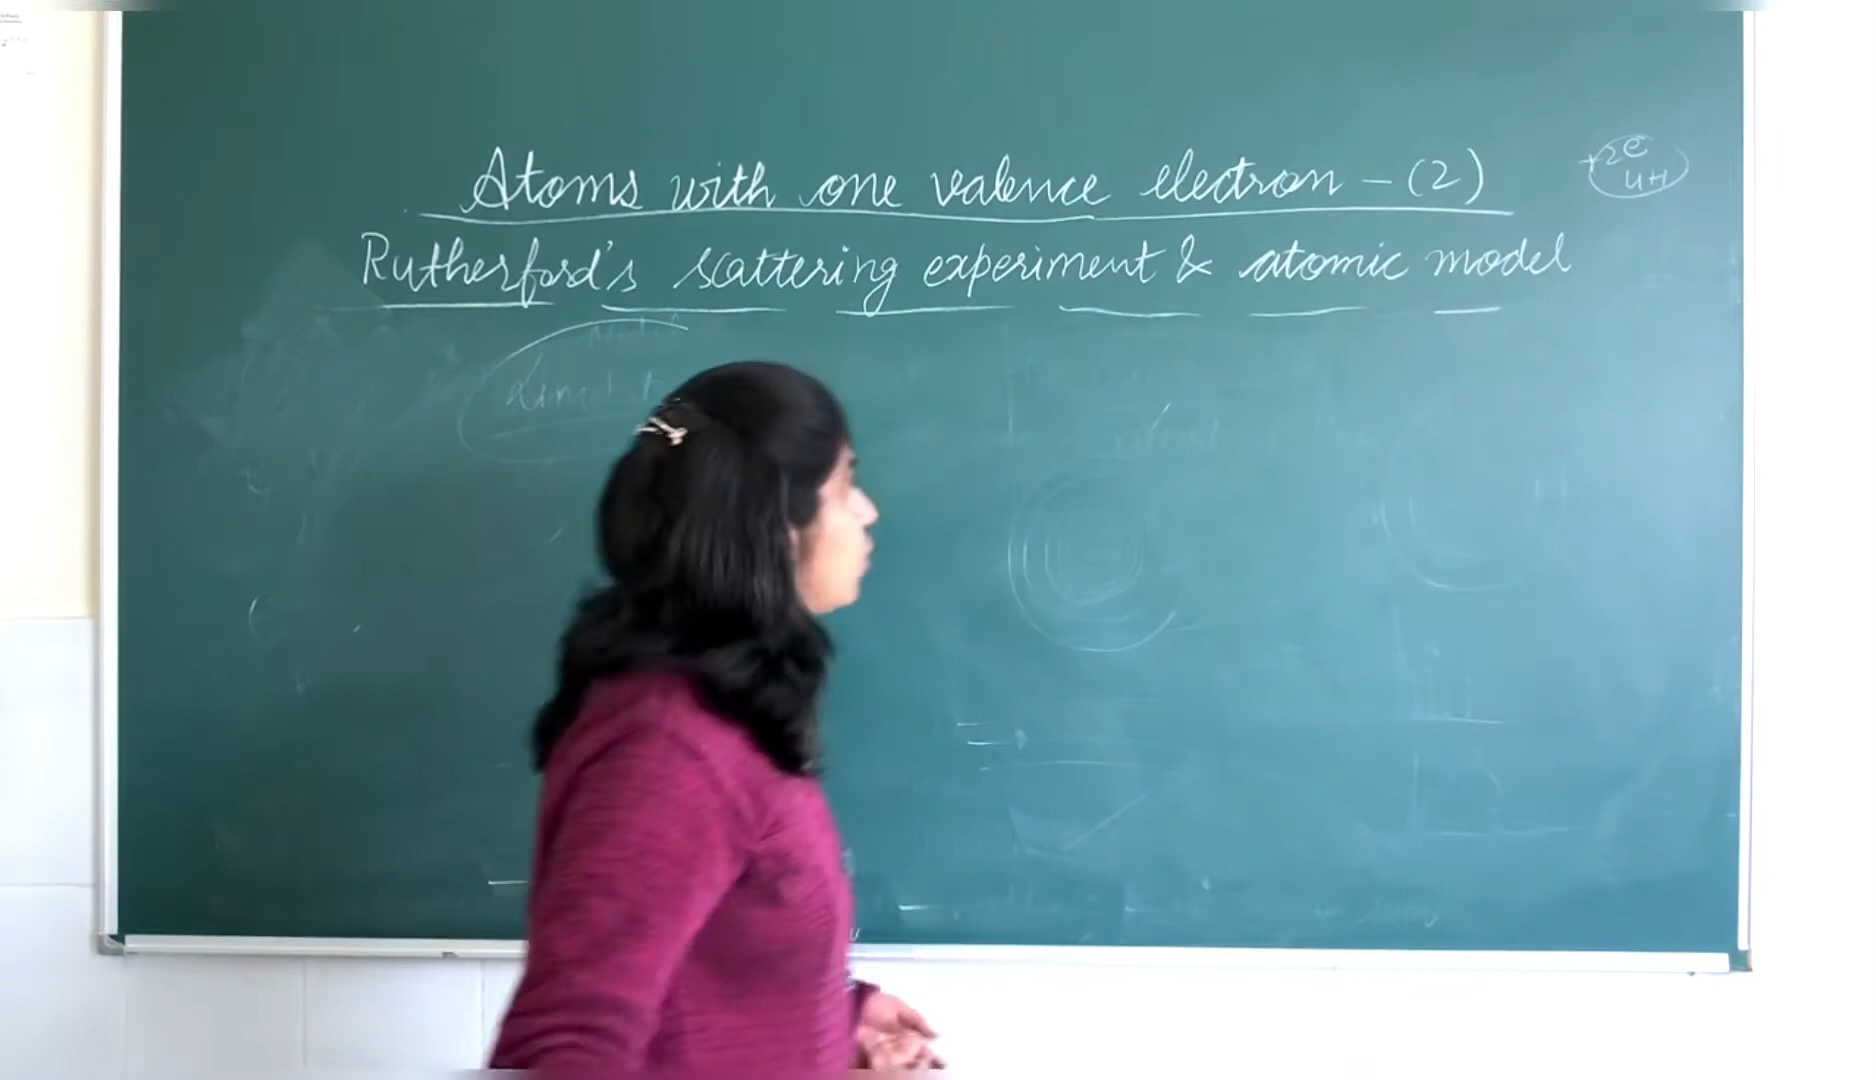 Atoms with one valence electron - (2)
+2e
4H
Rutherford's scattering experiment & atomic model